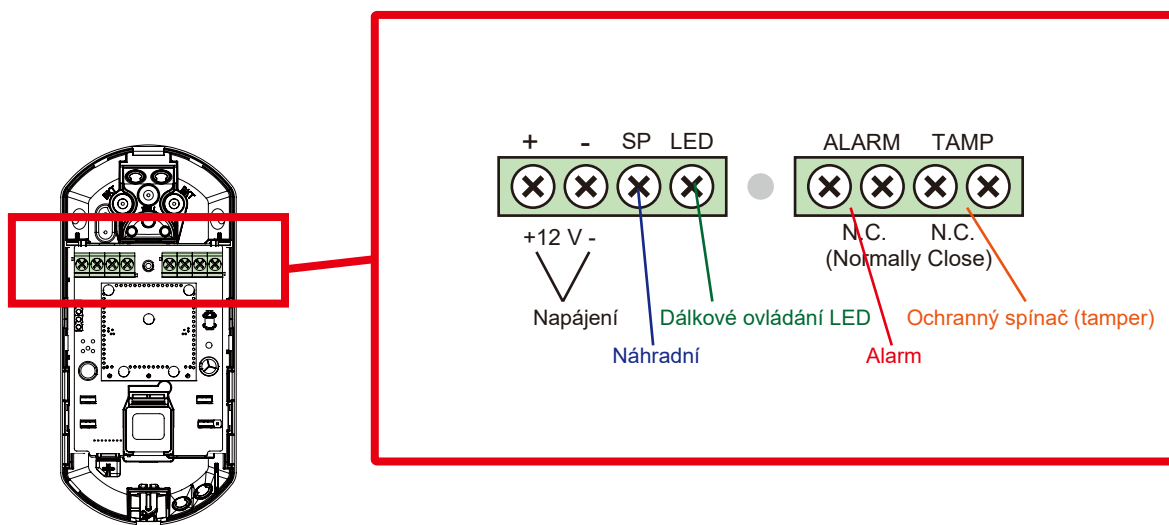 + - SP LED ALARM TAMP
+12 V - N.C. N.C.
(Normally Close)
Napájení Dálkové ovládání LED Ochranný spínač (tamper)
Náhradní Alarm